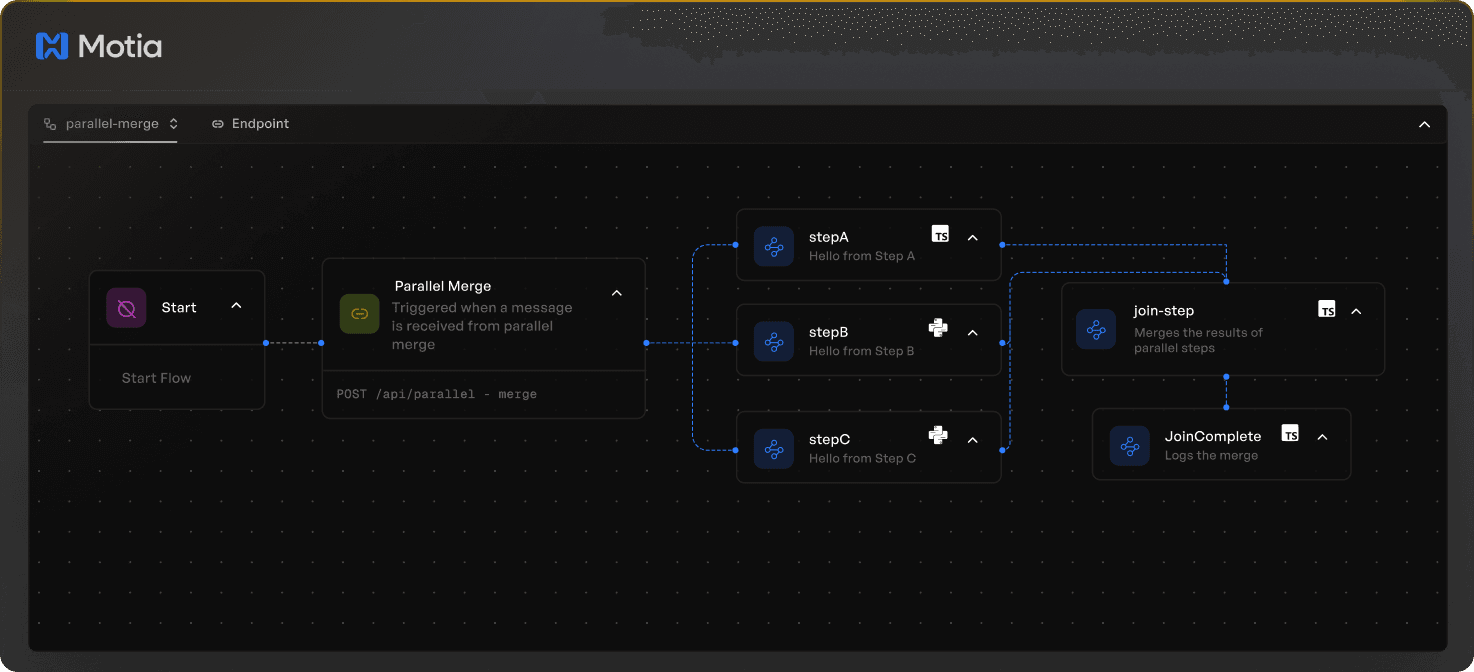 Motia
parallel-merge
Endpoint
Start
Start Flow
Parallel Merge
Triggered when a message
is received from parallel
merge
POST /api/parallel - merge
stepA
TS
Hello from Step A
stepB
Hello from Step B
stepC
Hello from Step C
join-step
TS
Merges the results of
parallel steps
JoinComplete
TS
Logs the merge